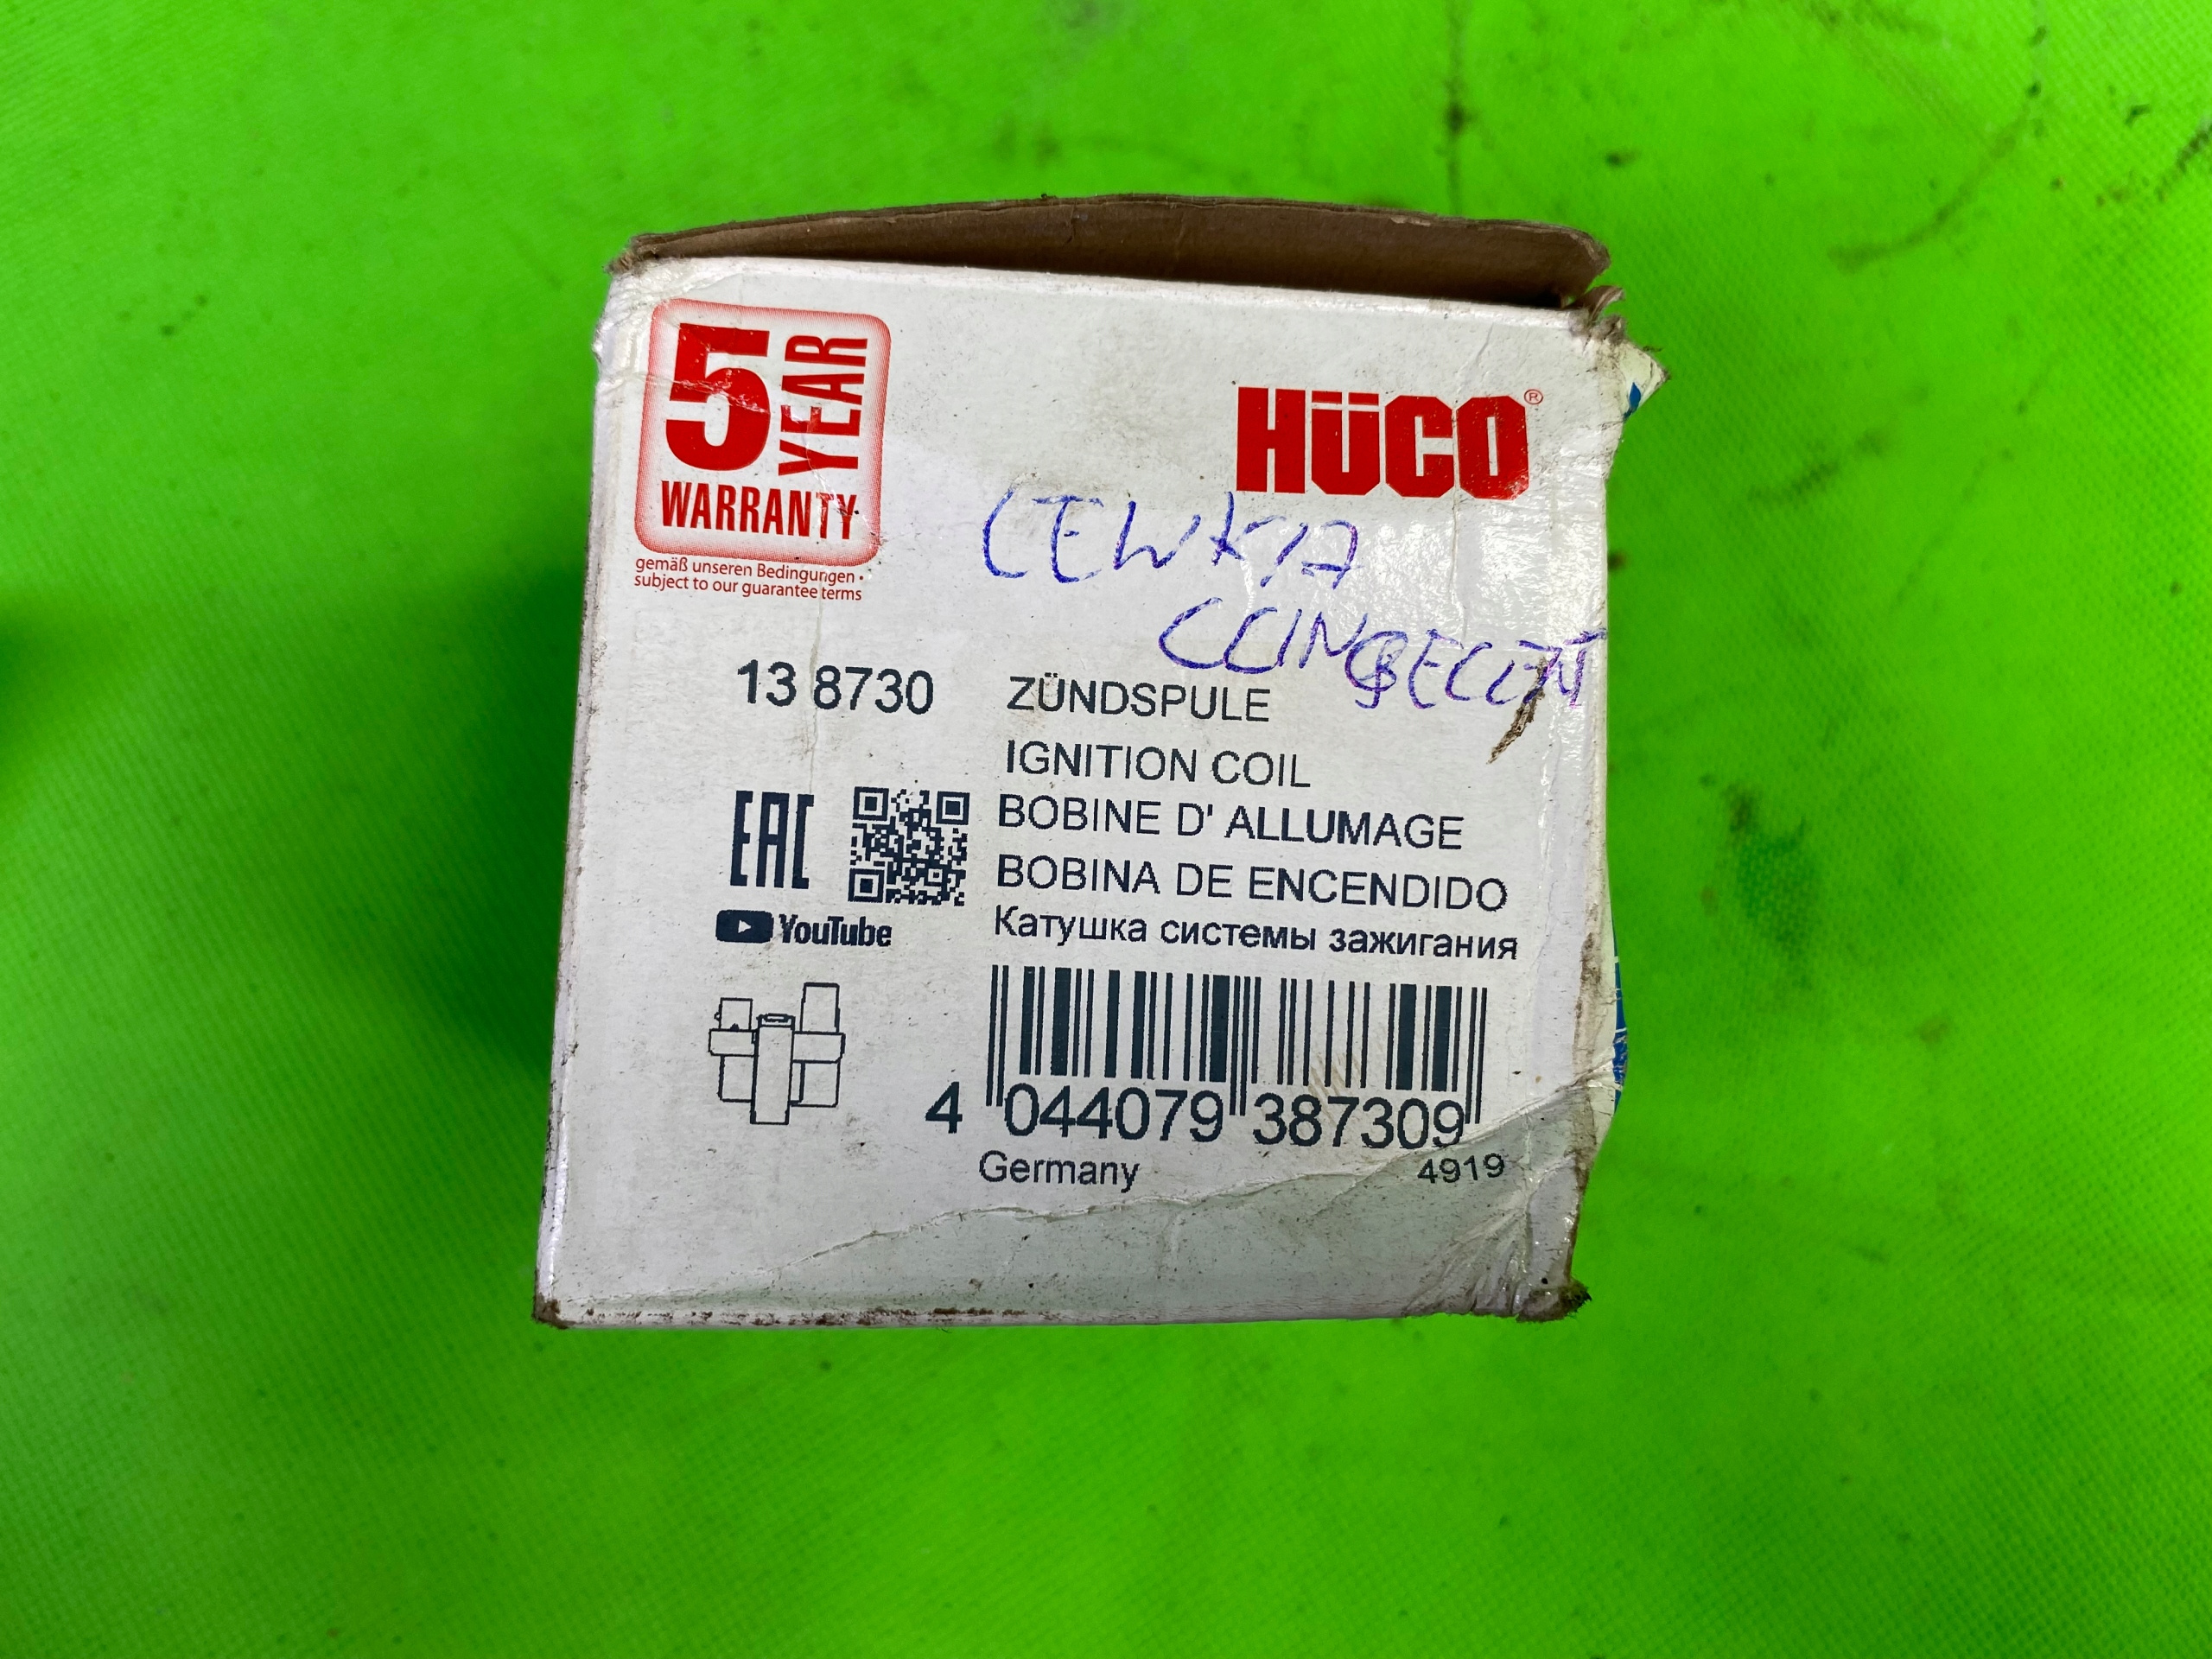 5 YEAR
WARRANTY
gemäß unseren Bedingungen •
subject to our guarantee terms
HÜCO®
CEWKA
13 8730
ZÜNDSPULE
IGNITION COIL
BOBINE D' ALLUMAGE
BOBINA DE ENCENDIDO
Катушка системы зажигания
EAC
YouTube
4 044079 387309
Germany
4919